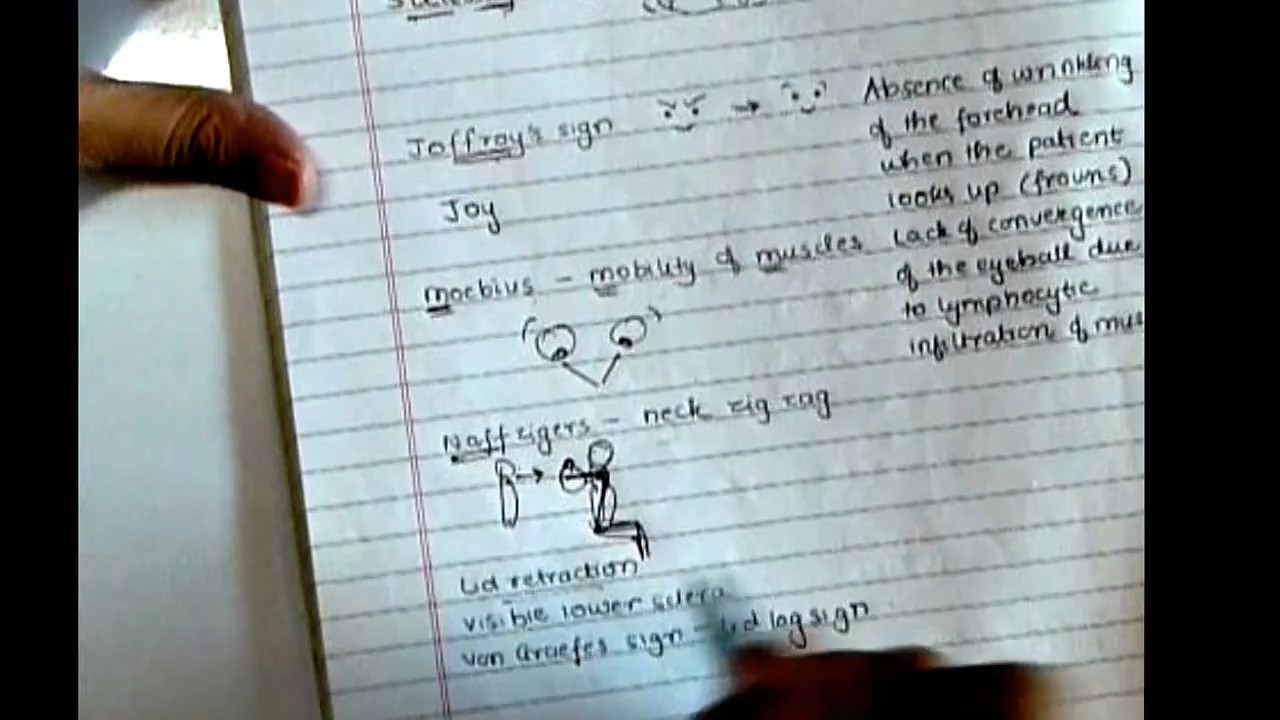 Joffroy's sign
Absence of wrinkling
of the forehead
when the patient
looks up (frowns)
Joy
moebius - mobility of muscles
Lack of convergence
of the eyeball due
to lymphocytic
infiltration of mus
Naffzigers - neck zig zag
Lid retraction
visible lower sclera
von Graefes sign - Lid lag sign